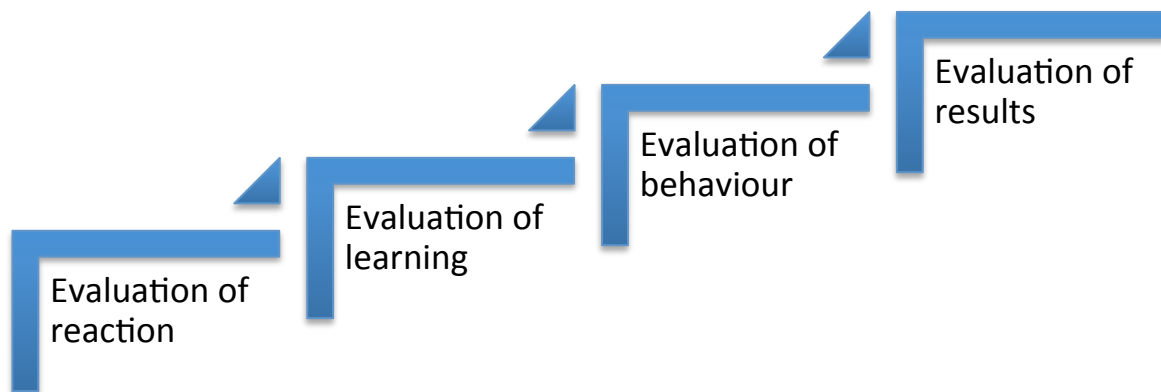 Evaluation of
reaction
Evaluation of
learning
Evaluation of
behaviour
Evaluation of
results